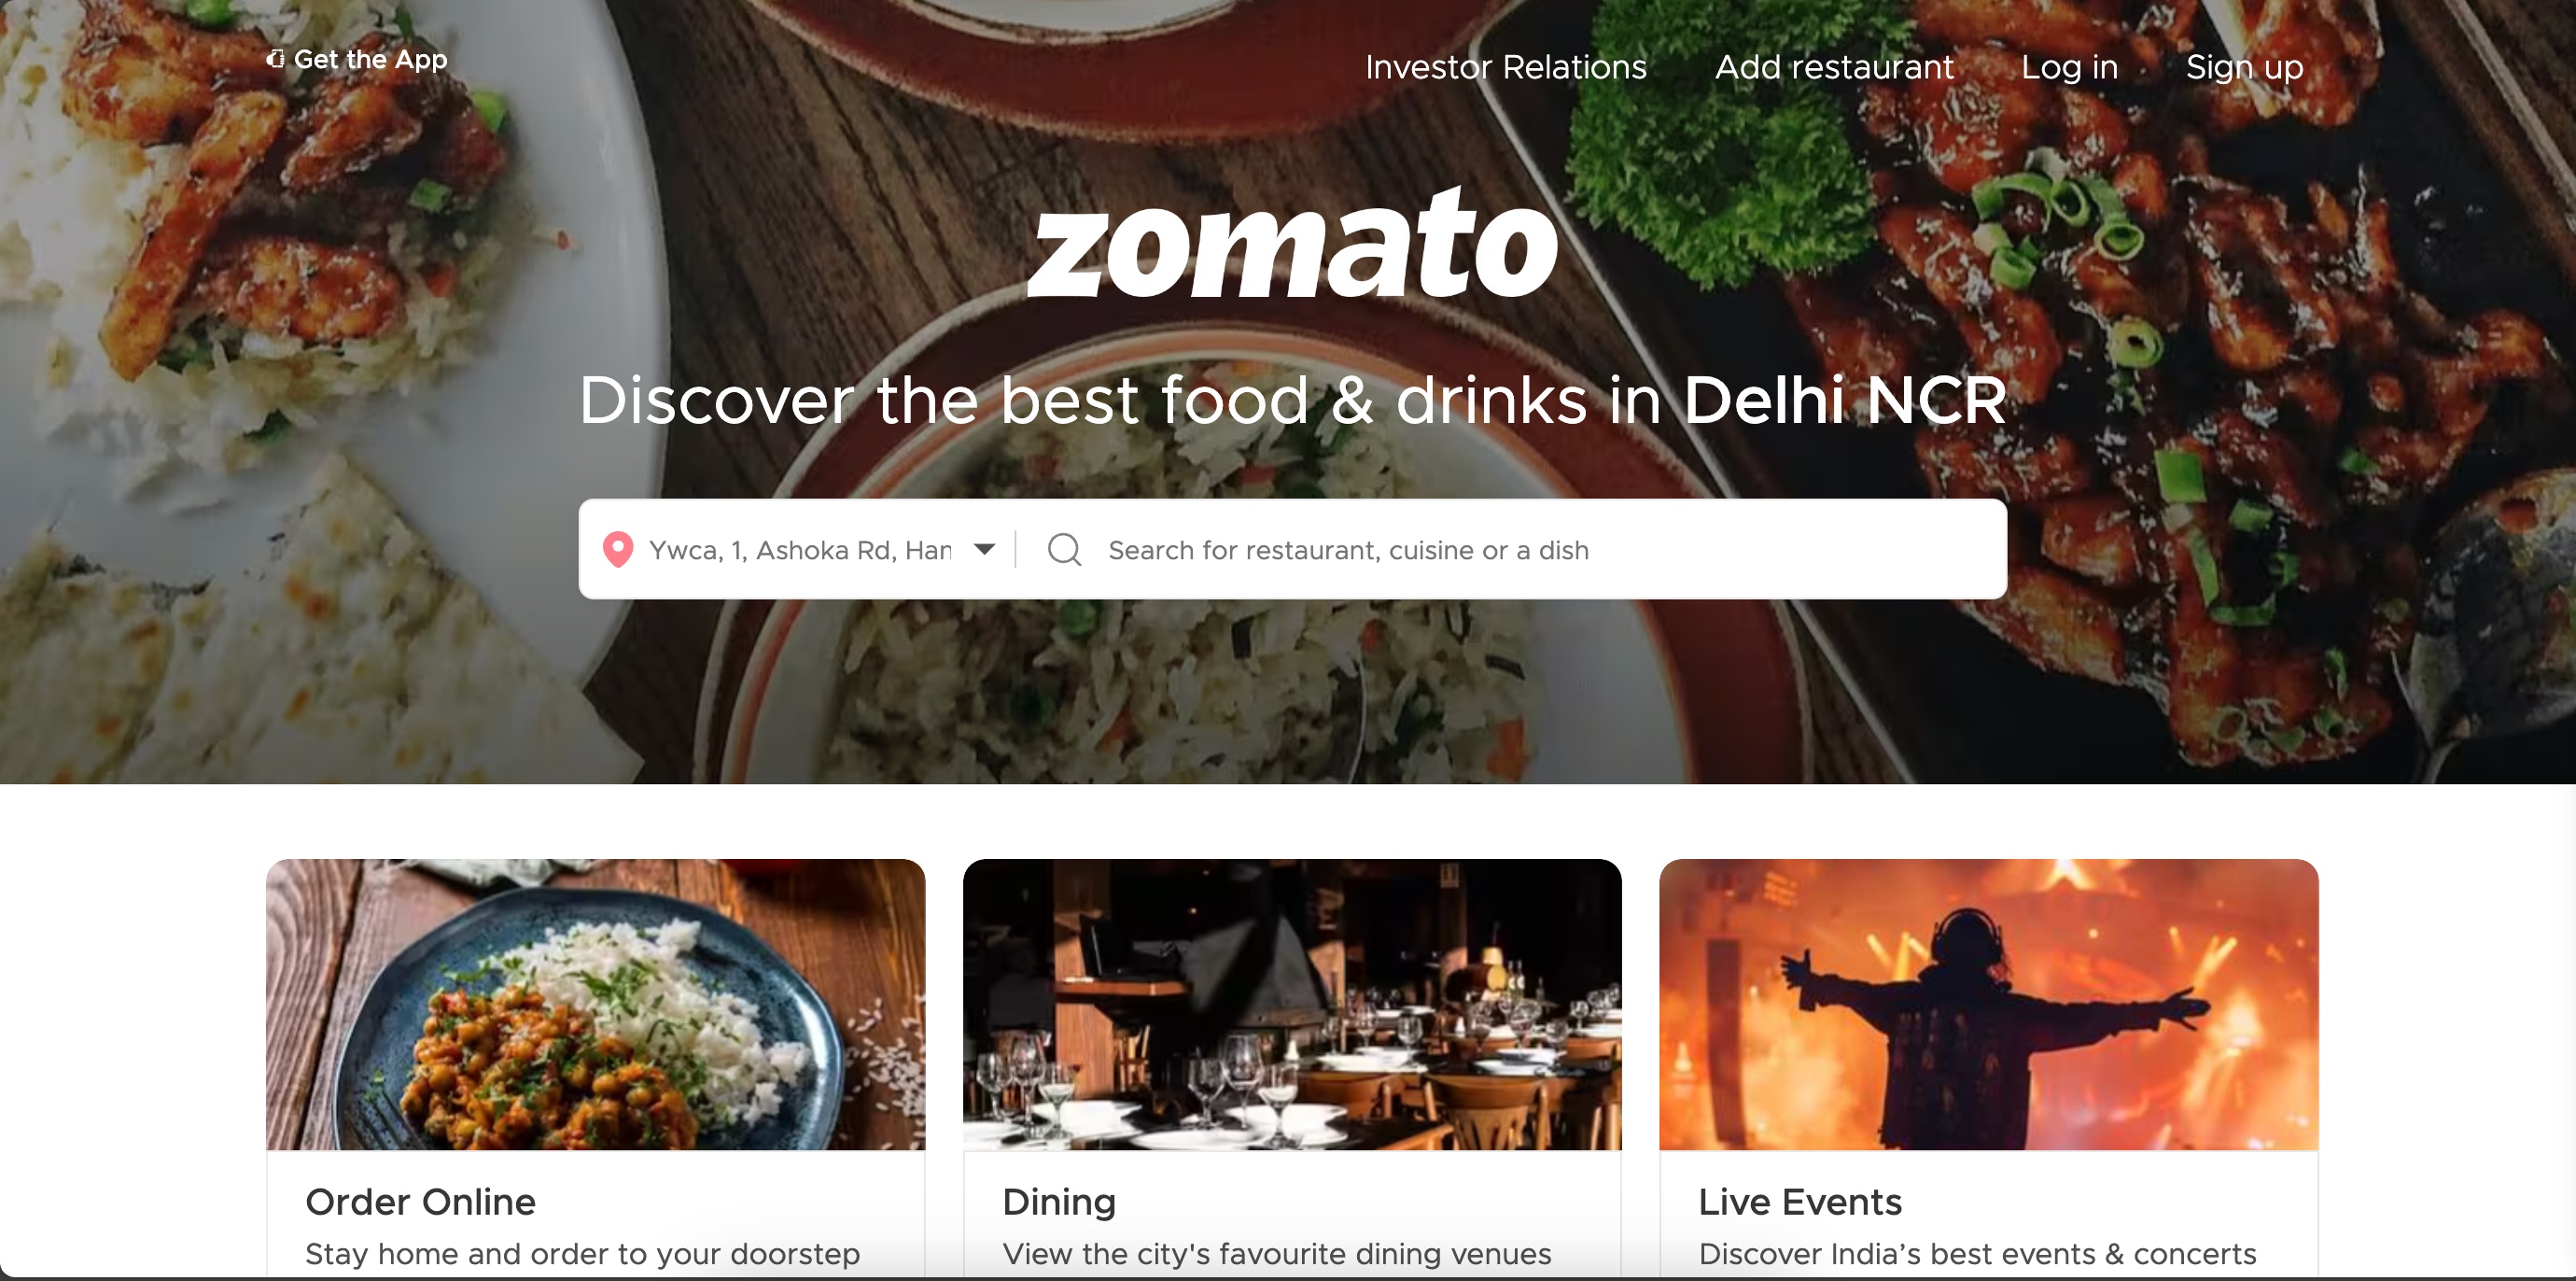 Get the App
Investor Relations Add restaurant Log in Sign up
zomato
Discover the best food & drinks in Delhi NCR
Ywca, 1, Ashoka Rd, Han
Search for restaurant, cuisine or a dish
Order Online
Stay home and order to your doorstep
Dining
View the city's favourite dining venues
Live Events
Discover India’s best events & concerts